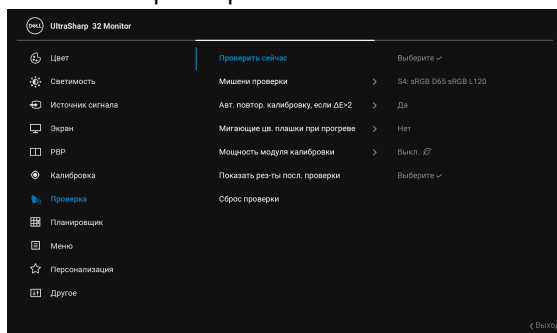 DELL UltraSharp 32 Monitor
Цвет
Проверить сейчас Выберите ✓
Светимость
Мишени проверки > S4: sRGB D65 sRGB L120
Источник сигнала
Авт. повтор. калибровку, если ΔE>2 > Да
Экран
Мигающие цв. плашки при прогреве > Нет
PBP
Мощность модуля калибровки > Выкл.
Калибровка
Показать рез-ты посл. проверки Выберите ✓
Проверка
Сброс проверки
Планировщик
Меню
Персонализация
Другое
< Выход